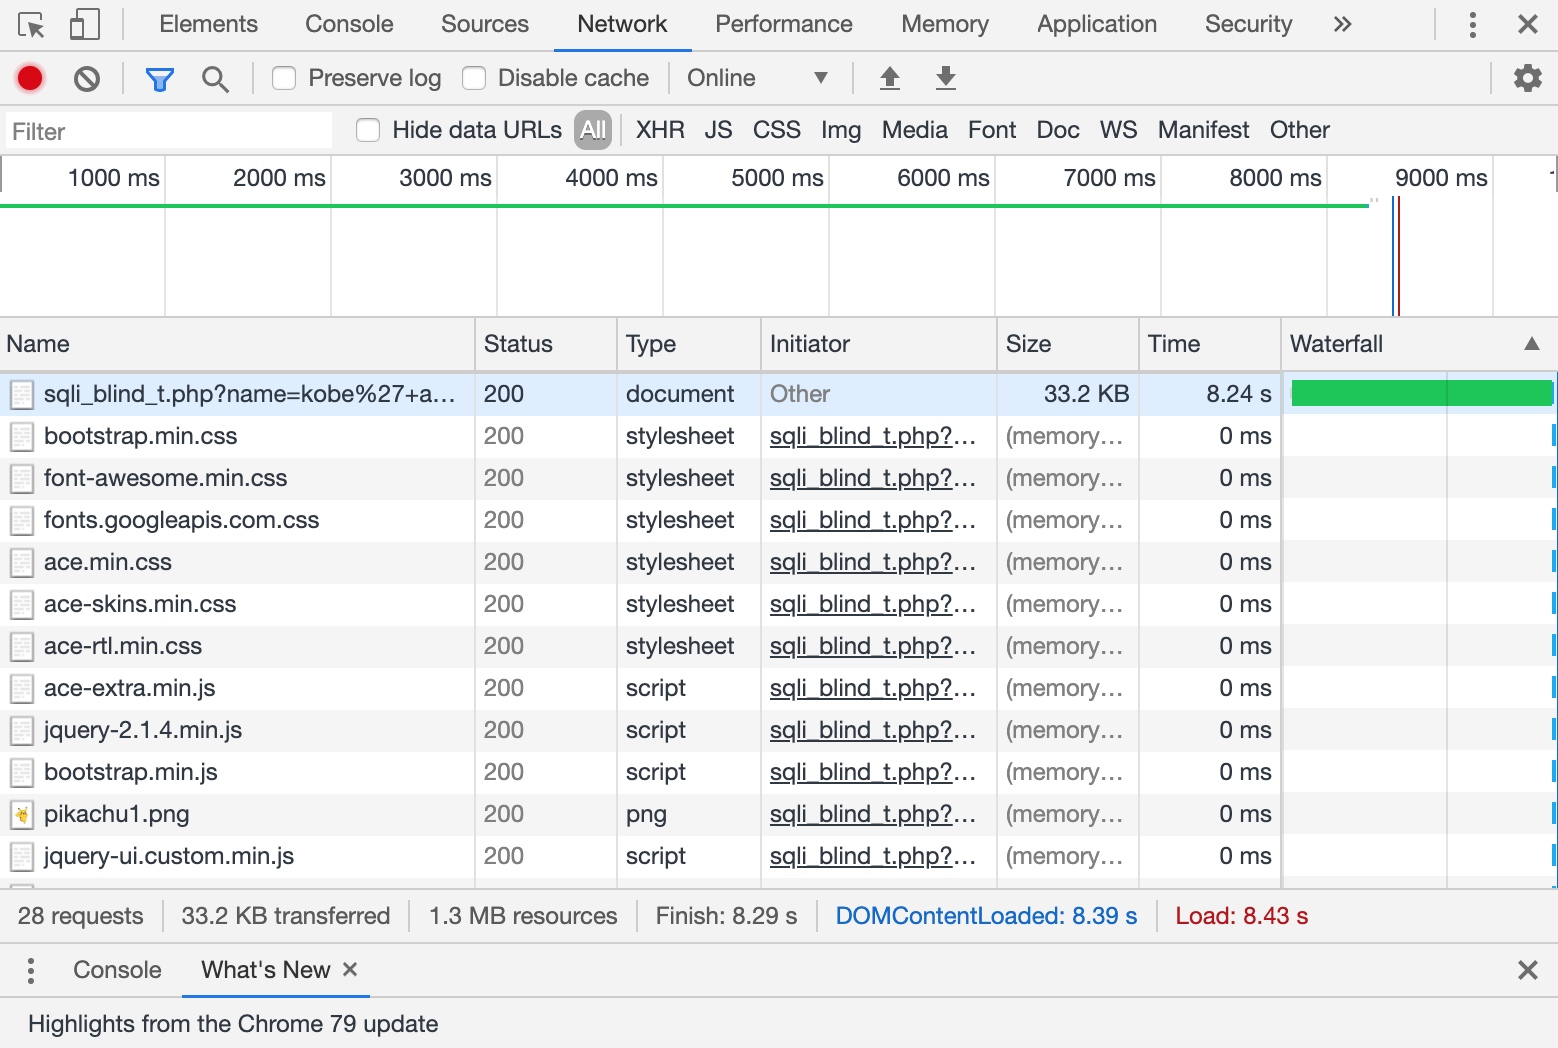 Elements Console Sources Network Performance Memory Application Security »
Preserve log Disable cache Online
Filter Hide data URLs All XHR JS CSS Img Media Font Doc WS Manifest Other
1000 ms 2000 ms 3000 ms 4000 ms 5000 ms 6000 ms 7000 ms 8000 ms 9000 ms
Name Status Type Initiator Size Time Waterfall
sqli_blind_t.php?name=kobe%27+a… 200 document Other 33.2 KB 8.24 s
bootstrap.min.css 200 stylesheet sqli_blind_t.php?… (memory… 0 ms
font-awesome.min.css 200 stylesheet sqli_blind_t.php?… (memory… 0 ms
fonts.googleapis.com.css 200 stylesheet sqli_blind_t.php?… (memory… 0 ms
ace.min.css 200 stylesheet sqli_blind_t.php?… (memory… 0 ms
ace-skins.min.css 200 stylesheet sqli_blind_t.php?… (memory… 0 ms
ace-rtl.min.css 200 stylesheet sqli_blind_t.php?… (memory… 0 ms
ace-extra.min.js 200 script sqli_blind_t.php?… (memory… 0 ms
jquery-2.1.4.min.js 200 script sqli_blind_t.php?… (memory… 0 ms
bootstrap.min.js 200 script sqli_blind_t.php?… (memory… 0 ms
pikachu1.png 200 png sqli_blind_t.php?… (memory… 0 ms
jquery-ui.custom.min.js 200 script sqli_blind_t.php?… (memory… 0 ms
28 requests 33.2 KB transferred 1.3 MB resources Finish: 8.29 s DOMContentLoaded: 8.39 s Load: 8.43 s
Console What's New
Highlights from the Chrome 79 update